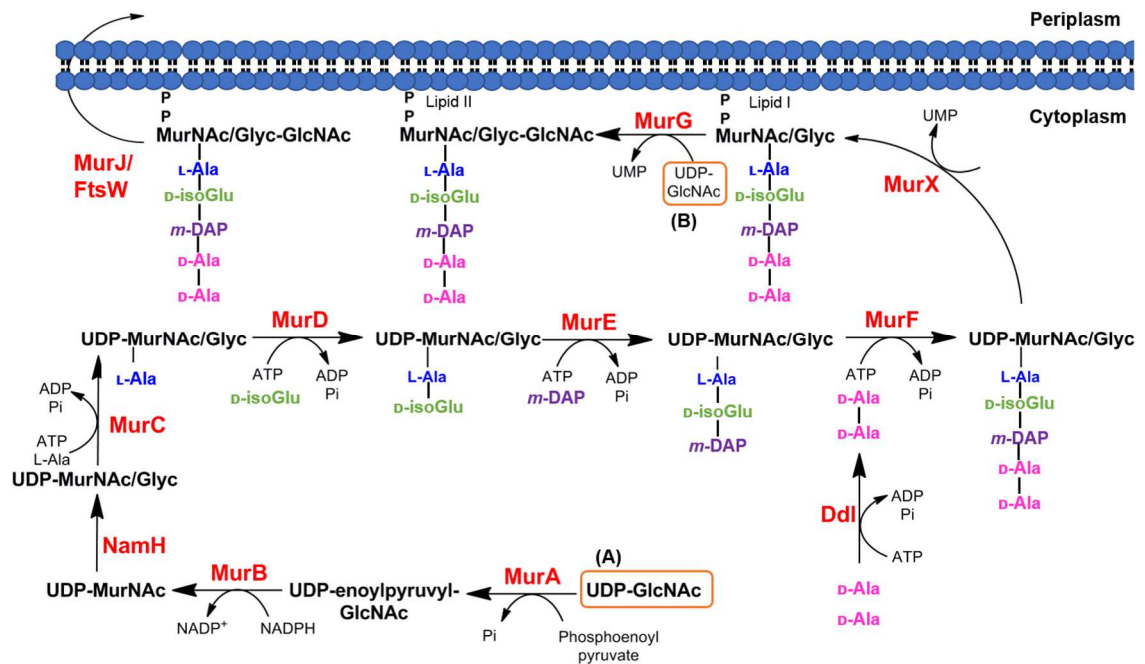 Periplasm
Cytoplasm
P
P
Lipid II
P
P
Lipid I
P
P
MurNAc/Glyc-GlcNAc
MurNAc/Glyc-GlcNAc
MurG
MurNAc/Glyc
UMP
UMP
UDP-
GlcNAc
(B)
MurX
MurJ/
FtsW
L-Ala
D-isoGlu
m-DAP
D-Ala
D-Ala
L-Ala
D-isoGlu
m-DAP
D-Ala
D-Ala
L-Ala
D-isoGlu
m-DAP
D-Ala
D-Ala
UDP-MurNAc/Glyc
L-Ala
MurD
ATP
D-isoGlu
ADP
Pi
UDP-MurNAc/Glyc
L-Ala
D-isoGlu
MurE
ATP
m-DAP
ADP
Pi
UDP-MurNAc/Glyc
L-Ala
D-isoGlu
m-DAP
MurF
ATP
ADP
Pi
D-Ala
D-Ala
UDP-MurNAc/Glyc
L-Ala
D-isoGlu
m-DAP
D-Ala
D-Ala
ADP
Pi
MurC
ATP
L-Ala
UDP-MurNAc/Glyc
NamH
UDP-MurNAc
MurB
NADP+
NADPH
UDP-enoylpyruvyl-
GlcNAc
MurA
Pi
Phosphoenoyl
pyruvate
(A)
UDP-GlcNAc
Ddl
ADP
Pi
ATP
D-Ala
D-Ala